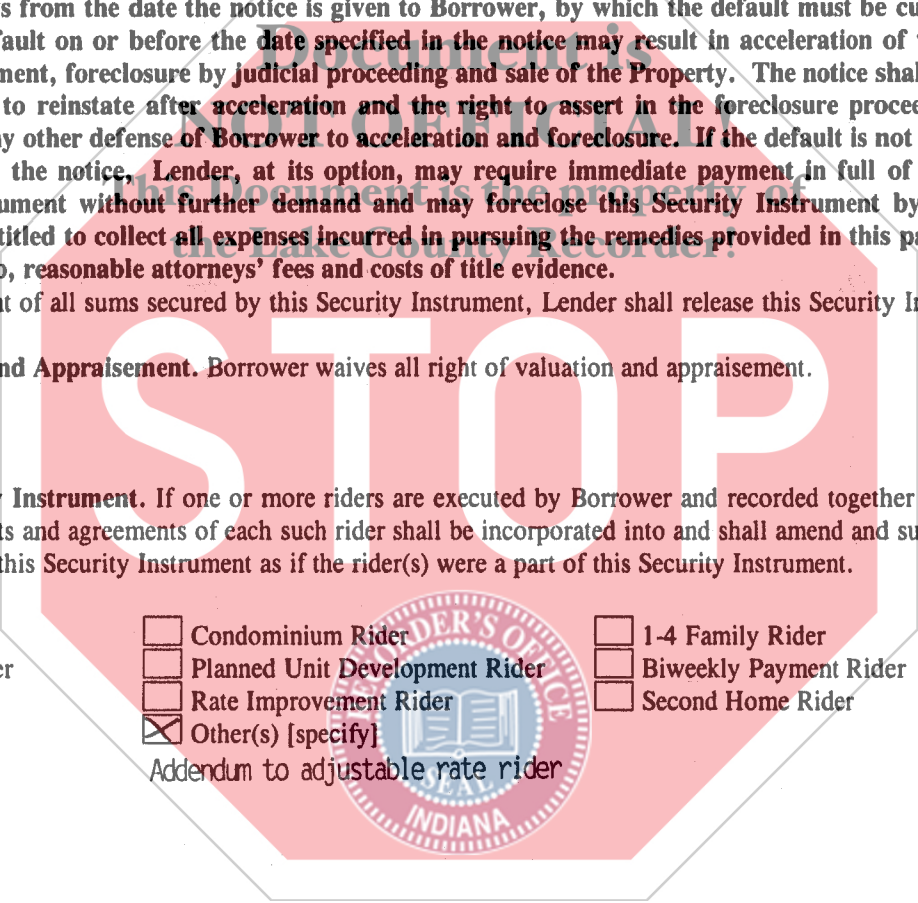 s from the date the notice is given to Borrower, by which the default must be cu
fault on or before the date specified in the notice may result in acceleration of
ment, foreclosure by judicial proceeding and sale of the Property. The notice shal
to reinstate after acceleration and the right to assert in the foreclosure procee
y other defense of Borrower to acceleration and foreclosure. If the default is not
the notice, Lender, at its option, may require immediate payment in full of
ument without further demand and may foreclose this Security Instrument by
titled to collect all expenses incurred in pursuing the remedies provided in this pa
o, reasonable attorneys' fees and costs of title evidence.
t of all sums secured by this Security Instrument, Lender shall release this Security In
nd Appraisement. Borrower waives all right of valuation and appraisement.
y Instrument. If one or more riders are executed by Borrower and recorded together
ts and agreements of each such rider shall be incorporated into and shall amend and su
this Security Instrument as if the rider(s) were a part of this Security Instrument.
Condominium Rider
1-4 Family Rider
er
Planned Unit Development Rider
Biweekly Payment Rider
Rate Improvement Rider
Second Home Rider
Other(s) [specify]
Addendum to adjustable rate rider
Document is
NOT OFFICIAL!
This Document is the property of
the Lake County Recorder!
STOP
RECORDER'S OFFICE
SEAL
INDIANA